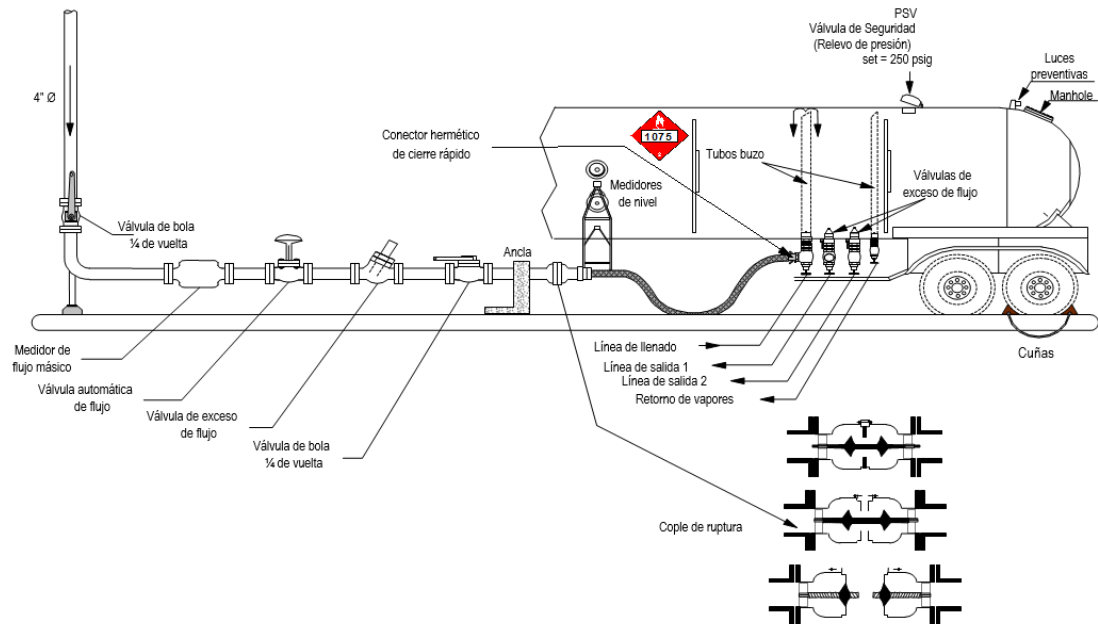 PSV
Válvula de Seguridad
(Relevo de presión)
set = 250 psig
Luces
preventivas
Manhole
4" Ø
Conector hermético
de cierre rápido
1075
Tubos buzo
Medidores
de nivel
Válvulas de
exceso de flujo
Válvula de bola
¼ de vuelta
Ancla
Línea de llenado
Línea de salida 1
Línea de salida 2
Retorno de vapores
Cuñas
Medidor de
flujo másico
Válvula automática
de flujo
Válvula de exceso
de flujo
Válvula de bola
¼ de vuelta
Cople de ruptura